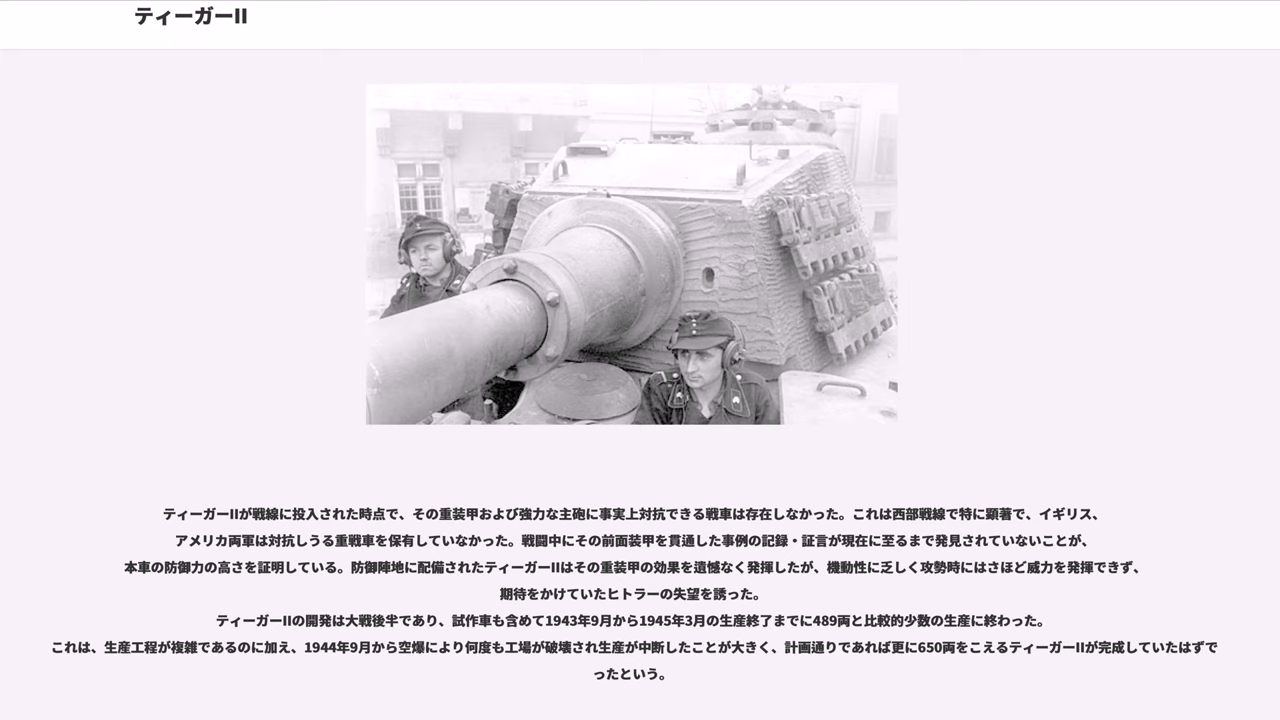 ティーガーII
ティーガーIIが戦線に投入された時点で、その重装甲および強力な主砲に事実上対抗できる戦車は存在しなかった。これは西部戦線で特に顕著で、イギリス、
アメリカ両軍は対抗しうる重戦車を保有していなかった。戦闘中にその前面装甲を貫通した事例の記録・証言が現在に至るまで発見されていないことが、
本車の防御力の高さを証明している。防御陣地に配備されたティーガーIIはその重装甲の効果を遺憾なく発揮したが、機動性に乏しく攻勢時にはさほど威力を発揮できず、
期待をかけていたヒトラーの失望を誘った。
ティーガーIIの開発は大戦後半であり、試作車も含めて1943年9月から1945年3月の生産終了までに489両と比較的少数の生産に終わった。
これは、生産工程が複雑であるのに加え、1944年9月から空爆により何度も工場が破壊され生産が中断したことが大きく、計画通りであれば更に650両をこえるティーガーIIが完成していたはずで
ったという。